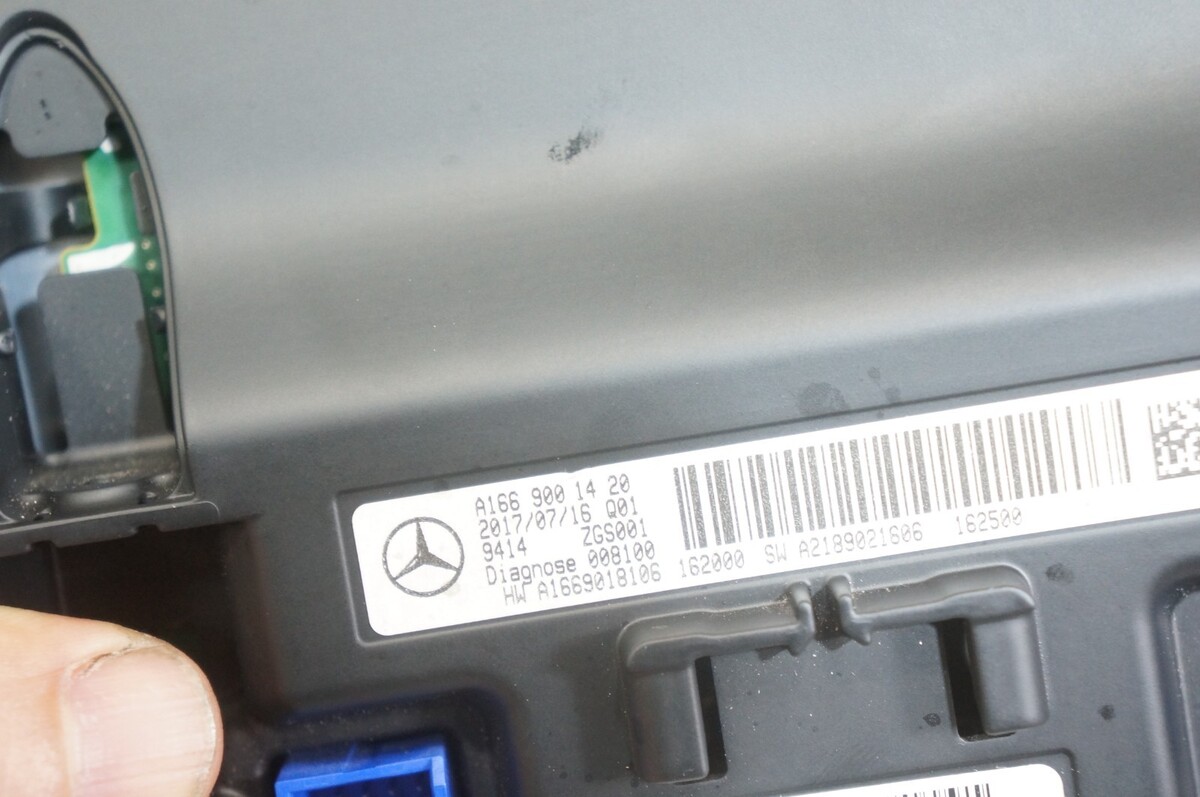 A166 900 14 20
2017/07/16 Q01
9414 ZGS001
Diagnose 008100
HW A1669018106 162000 SW A2189021606 162500